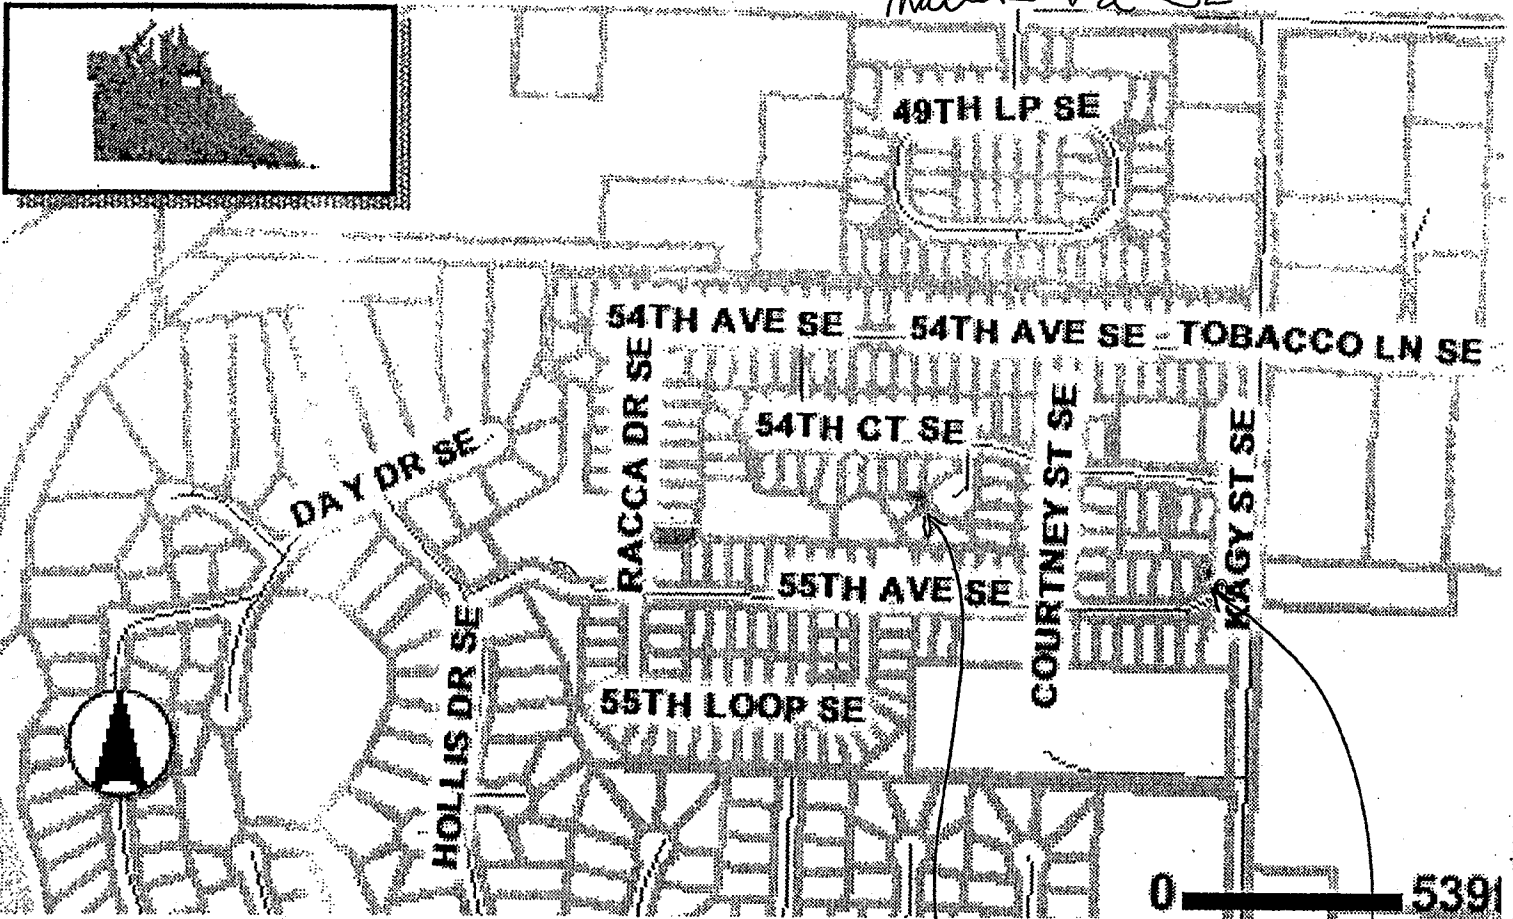 49TH LP SE
54TH AVE SE
54TH AVE SE
TOBACCO LN SE
RACCA DR SE
54TH CT SE
COURTNEY ST SE
KAGY ST SE
DAY DR SE
55TH AVE SE
HOLLIS DR SE
55TH LOOP SE
0